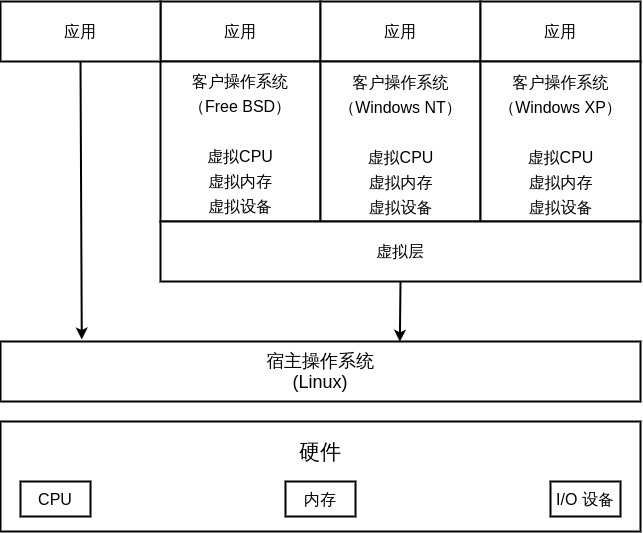 应用
应用
应用
应用
客户操作系统
（Free BSD）
虚拟CPU
虚拟内存
虚拟设备
客户操作系统
（Windows NT）
虚拟CPU
虚拟内存
虚拟设备
客户操作系统
（Windows XP）
虚拟CPU
虚拟内存
虚拟设备
虚拟层
宿主操作系统
(Linux)
硬件
CPU
内存
I/O 设备